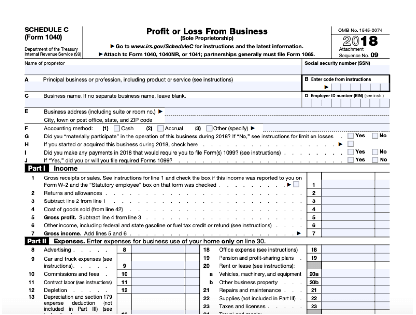 SCHEDULE C
(Form 1040)
Department of the Treasury
Internal Revenue Service (99)
Profit or Loss From Business
(Sole Proprietorship)
▶ Go to www.irs.gov/ScheduleC for instructions and the latest information.
▶ Attach to Form 1040, 1040NR, or 1041; partnerships generally must file Form 1065.
OMB No. 1545-0074
2018
Attachment
Sequence No. 09
Name of proprietor
Social security number (SSN)
A Principal business or profession, including product or service (see instructions)
B Enter code from instructions
C Business name. If no separate business name, leave blank.
D Employer ID number (EIN)
E Business address (including suite or room no.) ▶
City, town or post office, state, and ZIP code
F Accounting method: (1) Cash (2) Accrual (3) Other (specify) ▶
G Did you "materially participate" in the operation of this business during 2018? If "No," see instructions for limit on losses Yes No
H If you started or acquired this business during 2018, check here ▶
I Did you make any payments in 2018 that would require you to file Form(s) 1099? (see instructions) Yes No
J If "Yes," did you or will you file required Forms 1099? Yes No
Part I Income
1 Gross receipts or sales. See instructions for line 1 and check the box if this income was reported to you on
Form W-2 and the "Statutory employee" box on that form was checked ▶ 1
2 Returns and allowances 2
3 Subtract line 2 from line 1 3
4 Cost of goods sold (from line 42) 4
5 Gross profit. Subtract line 4 from line 3 5
6 Other income, including federal and state gasoline or fuel tax credit or refund (see instructions) 6
7 Gross income. Add lines 5 and 6 ▶ 7
Part II Expenses. Enter expenses for business use of your home only on line 30.
8 Advertising 8
9 Car and truck expenses (see
instructions) 9
10 Commissions and fees 10
11 Contract labor (see instructions) 11
12 Depletion 12
13 Depreciation and section 179
expense deduction (not
included in Part III) (see
18 Office expense (see instructions) 18
19 Pension and profit-sharing plans 19
20 Rent or lease (see instructions):
a Vehicles, machinery, and equipment 20a
b Other business property 20b
21 Repairs and maintenance 21
22 Supplies (not included in Part III) 22
23 Taxes and licenses 23